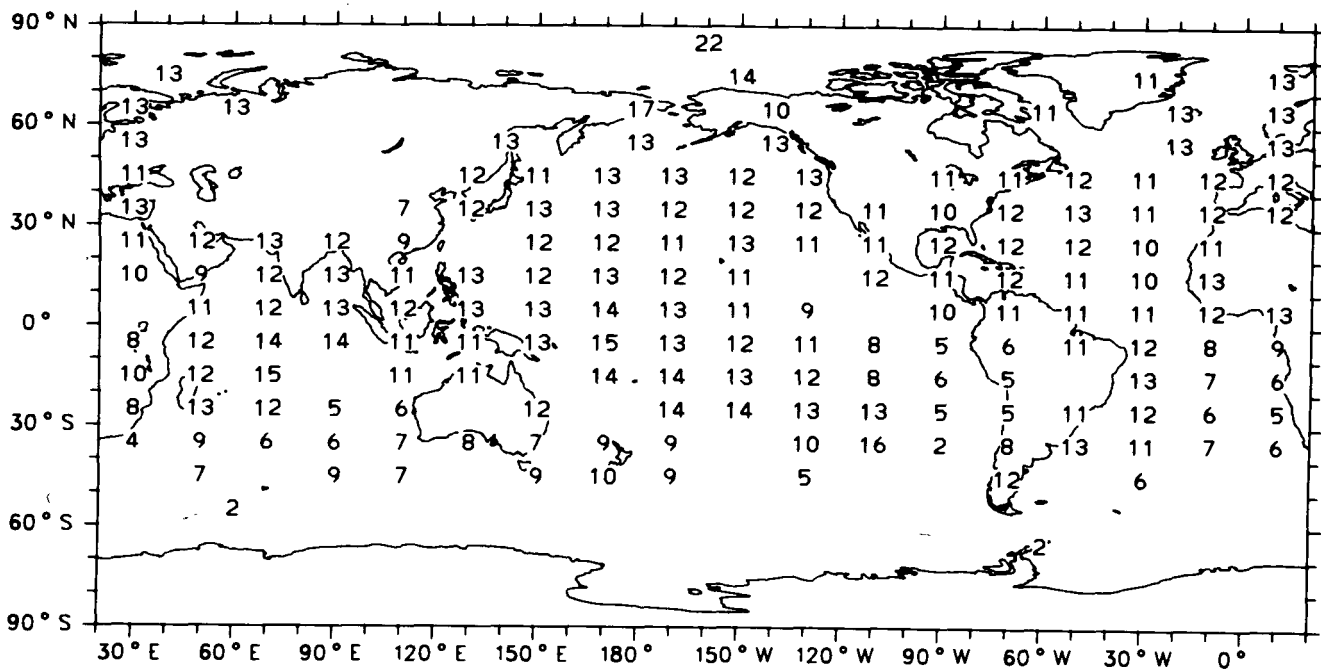 90° N
22
13 14 11 13
13 13 17 10 11 13 13
60° N
13 13 13 13 13 13
11 12 11 13 13 12 13 11 11 12 11 12 12
13 7 12 13 13 12 12 12 11 10 12 13 11 12 12
30° N
11 12 13 12 9 12 12 11 13 11 11 12 12 12 10 11
10 9 12 13 11 13 12 13 12 11 12 11 12 11 10 13
11 12 13 12 13 13 14 13 11 9 10 11 11 11 12 13
0°
8 12 14 14 11 11 13 15 13 12 11 8 5 6 11 12 8 9
10 12 15 11 11 14 14 13 12 8 6 5 13 7 6
8 13 12 5 6 12 14 14 13 13 5 5 11 12 6 5
30° S
4 9 6 6 7 8 7 9 9 10 16 2 8 13 11 7 6
7 9 7 9 10 9 5 12 6
2
60° S
2
90° S
30° E 60° E 90° E 120° E 150° E 180° 150° W 120° W 90° W 60° W 30° W 0°